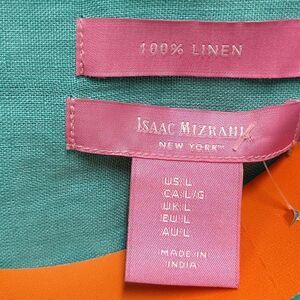 100% LINEN
ISAAC MIZRAHI
NEW YORK™
US:L
CA:L/G
UK:L
EU:L
AU:L
MADE IN
INDIA